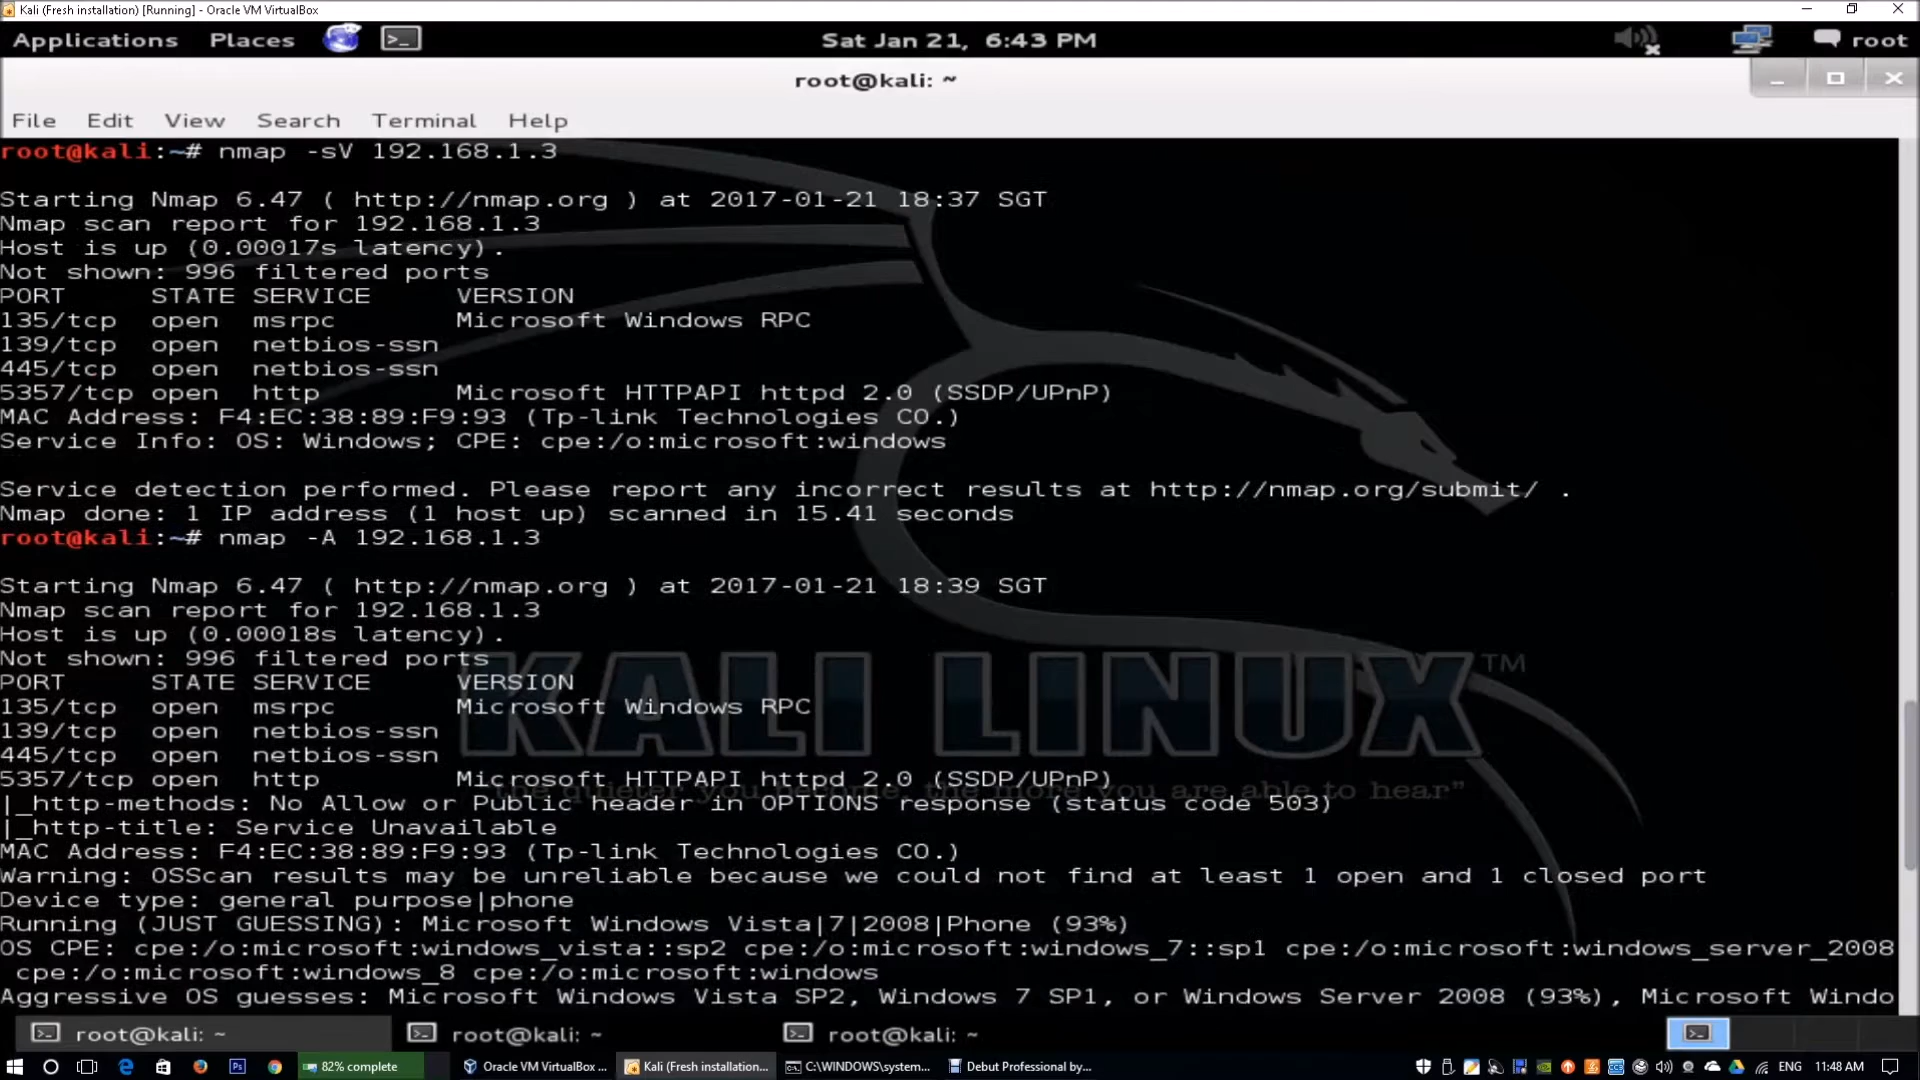 Kali (Fresh installation) [Running] - Oracle VM VirtualBox
Applications Places Sat Jan 21, 6:43 PM root
root@kali: ~
File Edit View Search Terminal Help
root@kali:~# nmap -sV 192.168.1.3
Starting Nmap 6.47 ( http://nmap.org ) at 2017-01-21 18:37 SGT
Nmap scan report for 192.168.1.3
Host is up (0.00017s latency).
Not shown: 996 filtered ports
PORT STATE SERVICE VERSION
135/tcp open msrpc Microsoft Windows RPC
139/tcp open netbios-ssn
445/tcp open netbios-ssn
5357/tcp open http Microsoft HTTPAPI httpd 2.0 (SSDP/UPnP)
MAC Address: F4:EC:38:89:F9:93 (Tp-link Technologies CO.)
Service Info: OS: Windows; CPE: cpe:/o:microsoft:windows
Service detection performed. Please report any incorrect results at http://nmap.org/submit/ .
Nmap done: 1 IP address (1 host up) scanned in 15.41 seconds
root@kali:~# nmap -A 192.168.1.3
Starting Nmap 6.47 ( http://nmap.org ) at 2017-01-21 18:39 SGT
Nmap scan report for 192.168.1.3
Host is up (0.00018s latency).
Not shown: 996 filtered ports
KALI LINUX™
PORT STATE SERVICE VERSION
135/tcp open msrpc Microsoft Windows RPC
139/tcp open netbios-ssn
445/tcp open netbios-ssn
5357/tcp open http Microsoft HTTPAPI httpd 2.0 (SSDP/UPnP)
the quieter you become, the more you are able to hear"
|_http-methods: No Allow or Public header in OPTIONS response (status code 503)
|_http-title: Service Unavailable
MAC Address: F4:EC:38:89:F9:93 (Tp-link Technologies CO.)
Warning: OSScan results may be unreliable because we could not find at least 1 open and 1 closed port
Device type: general purpose|phone
Running (JUST GUESSING): Microsoft Windows Vista|7|2008|Phone (93%)
OS CPE: cpe:/o:microsoft:windows_vista::sp2 cpe:/o:microsoft:windows_7::sp1 cpe:/o:microsoft:windows_server_2008
cpe:/o:microsoft:windows_8 cpe:/o:microsoft:windows
Aggressive OS guesses: Microsoft Windows Vista SP2, Windows 7 SP1, or Windows Server 2008 (93%), Microsoft Windo
root@kali: ~ root@kali: ~ root@kali: ~
82% complete Oracle VM VirtualBox ... Kali (Fresh installation... C:\WINDOWS\system... Debut Professional by... ENG 11:48 AM